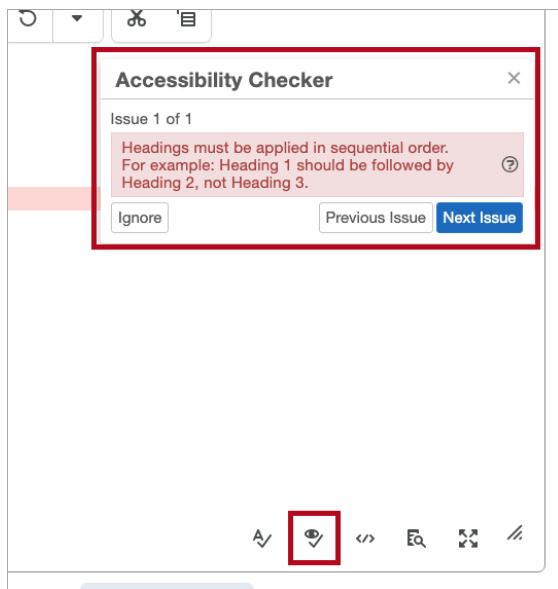 Accessibility Checker
Issue 1 of 1
Headings must be applied in sequential order.
For example: Heading 1 should be followed by
Heading 2, not Heading 3.
Ignore
Previous Issue
Next Issue